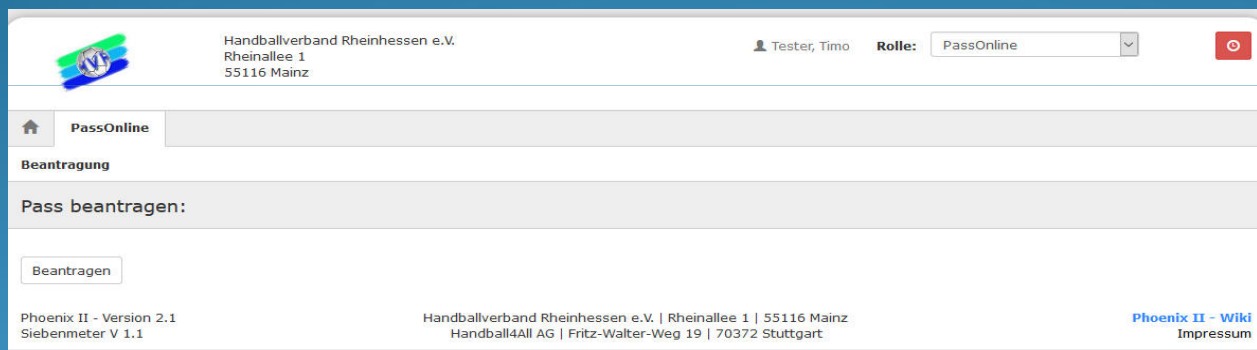 Handballverband Rheinhessen e.V.
Rheinallee 1
55116 Mainz
Tester, Timo Rolle: PassOnline
PassOnline
Beantragung
Pass beantragen:
Beantragen
Phoenix II - Version 2.1
Siebenmeter V 1.1
Handballverband Rheinhessen e.V. | Rheinallee 1 | 55116 Mainz
Handball4All AG | Fritz-Walter-Weg 19 | 70372 Stuttgart
Phoenix II - Wiki
Impressum